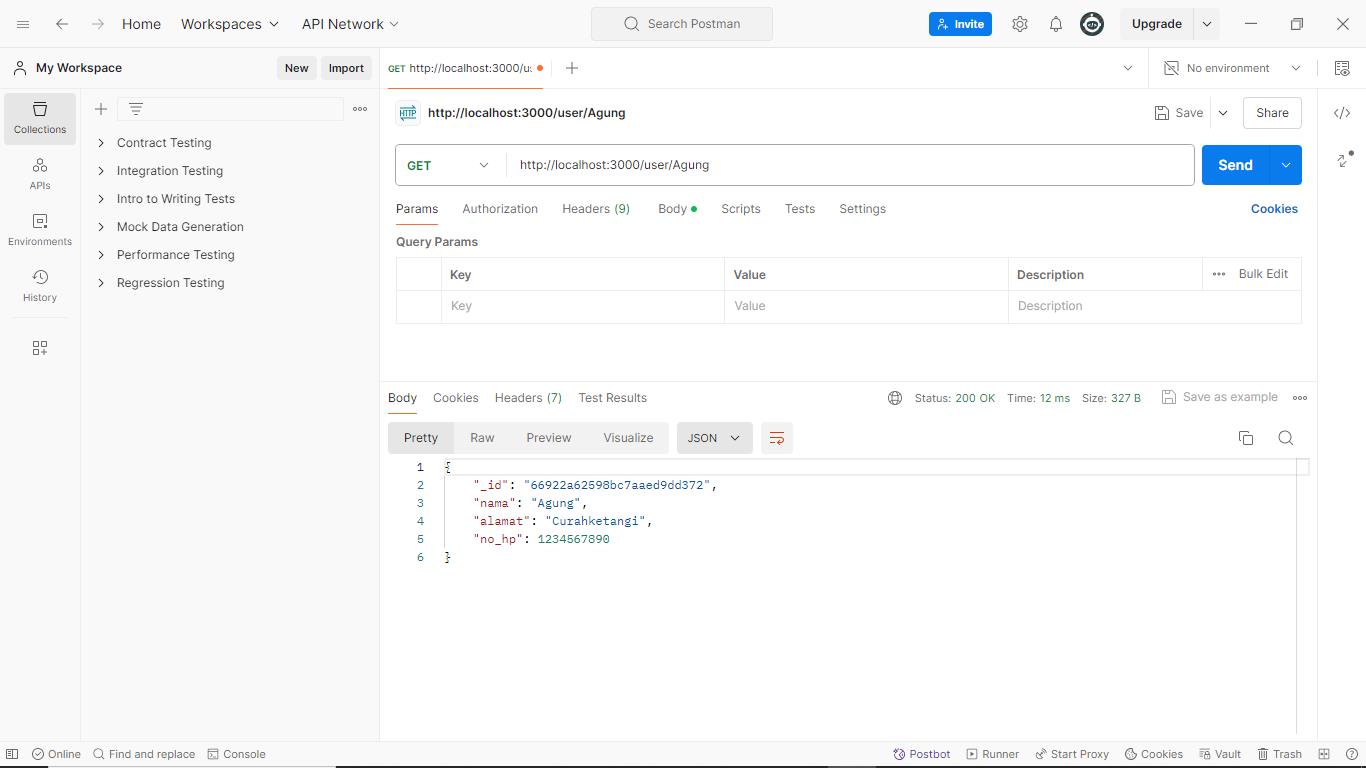 Home Workspaces API Network Search Postman Invite Upgrade
My Workspace New Import GET http://localhost:3000/u No environment
Collections
APIs
Environments
History
Contract Testing
Integration Testing
Intro to Writing Tests
Mock Data Generation
Performance Testing
Regression Testing
HTTP http://localhost:3000/user/Agung Save Share
GET http://localhost:3000/user/Agung Send
Params Authorization Headers (9) Body Scripts Tests Settings Cookies
Query Params
Key Value Description Bulk Edit
Key Value Description
Body Cookies Headers (7) Test Results Status: 200 OK Time: 12 ms Size: 327 B Save as example
Pretty Raw Preview Visualize JSON
1 {
2 "_id": "66922a62598bc7aaed9dd372",
3 "nama": "Agung",
4 "alamat": "Curahketangi",
5 "no_hp": 1234567890
6 }
Online Find and replace Console Postbot Runner Start Proxy Cookies Vault Trash